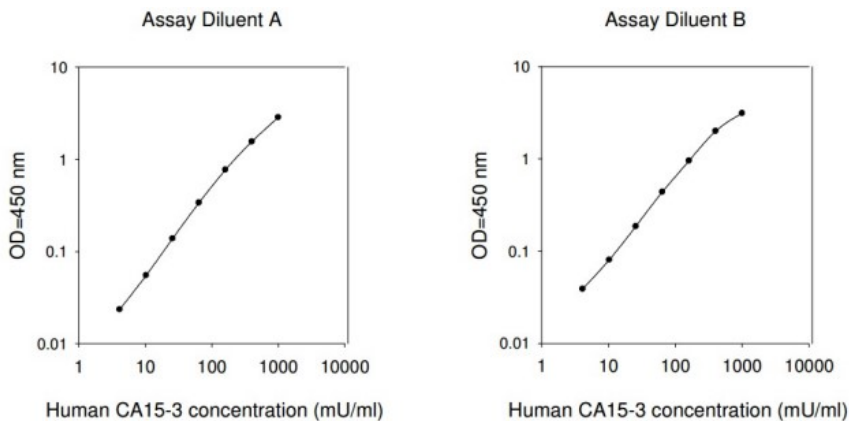 Assay Diluent A
10
1
0.1
0.01
OD=450 nm
1 10 100 1000 10000
Human CA15-3 concentration (mU/ml)
Assay Diluent B
10
1
0.1
0.01
OD=450 nm
1 10 100 1000 10000
Human CA15-3 concentration (mU/ml)